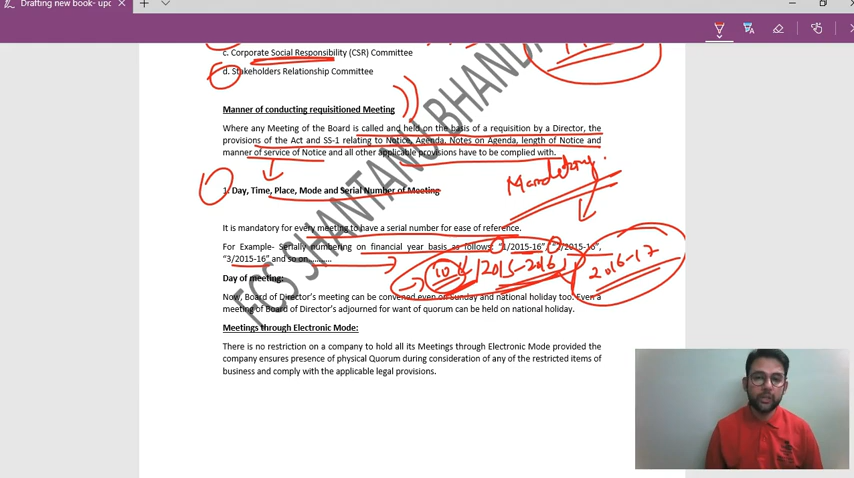 Drafting new book- upd
c. Corporate Social Responsibility (CSR) Committee
d. Stakeholders Relationship Committee
Manner of conducting requisitioned Meeting
Where any Meeting of the Board is called and held on the basis of a requisition by a Director, the
provisions of the Act and SS-1 relating to Notice, Agenda, Notes on Agenda, length of Notice and
manner of service of Notice and all other applicable provisions have to be complied with.
Mandatory.
1. Day, Time, Place, Mode and Serial Number of Meeting
It is mandatory for every meeting to have a serial number for ease of reference.
For Example- Serially numbering on financial year basis as follows: "1/2015-16", "2/2015-16",
"3/2015-16" and so on...........
2015-2016
2016-17
Day of meeting:
Now, Board of Director's meeting can be convened even on Sunday and national holiday too. Even a
meeting of Board of Director's adjourned for want of quorum can be held on national holiday.
Meetings through Electronic Mode:
There is no restriction on a company to hold all its Meetings through Electronic Mode provided the
company ensures presence of physical Quorum during consideration of any of the restricted items of
business and comply with the applicable legal provisions.
FCS SHANTANU BHAND